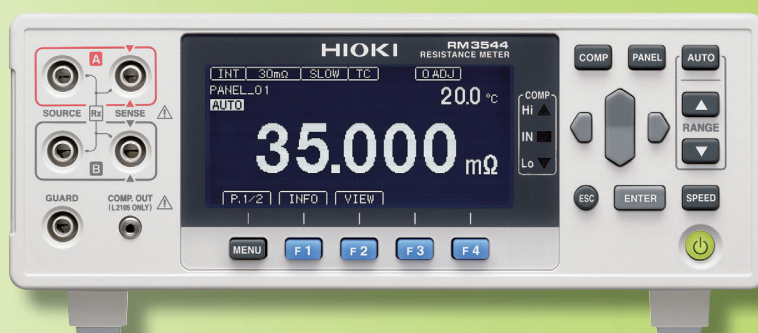 HIOKI RM3544
RESISTANCE METER
A
SOURCE Rx SENSE
B
GUARD COMP. OUT
(L2105 ONLY)
INT 30mΩ SLOW TC 0 ADJ
PANEL_01 20.0 °C
AUTO
35.000 mΩ
P.1/2 INFO VIEW
COMP
Hi
IN
Lo
MENU F1 F2 F3 F4
COMP PANEL AUTO
RANGE
ESC ENTER SPEED